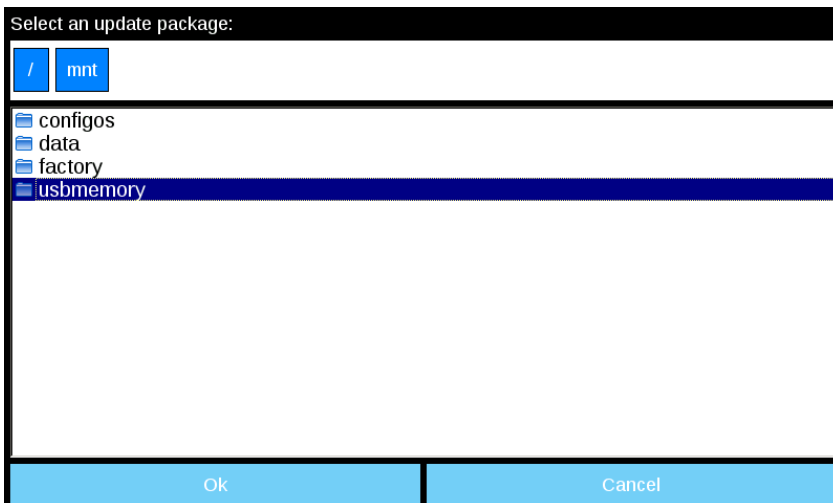 Select an update package:
/ mnt
configos
data
factory
usbmemory
Ok Cancel